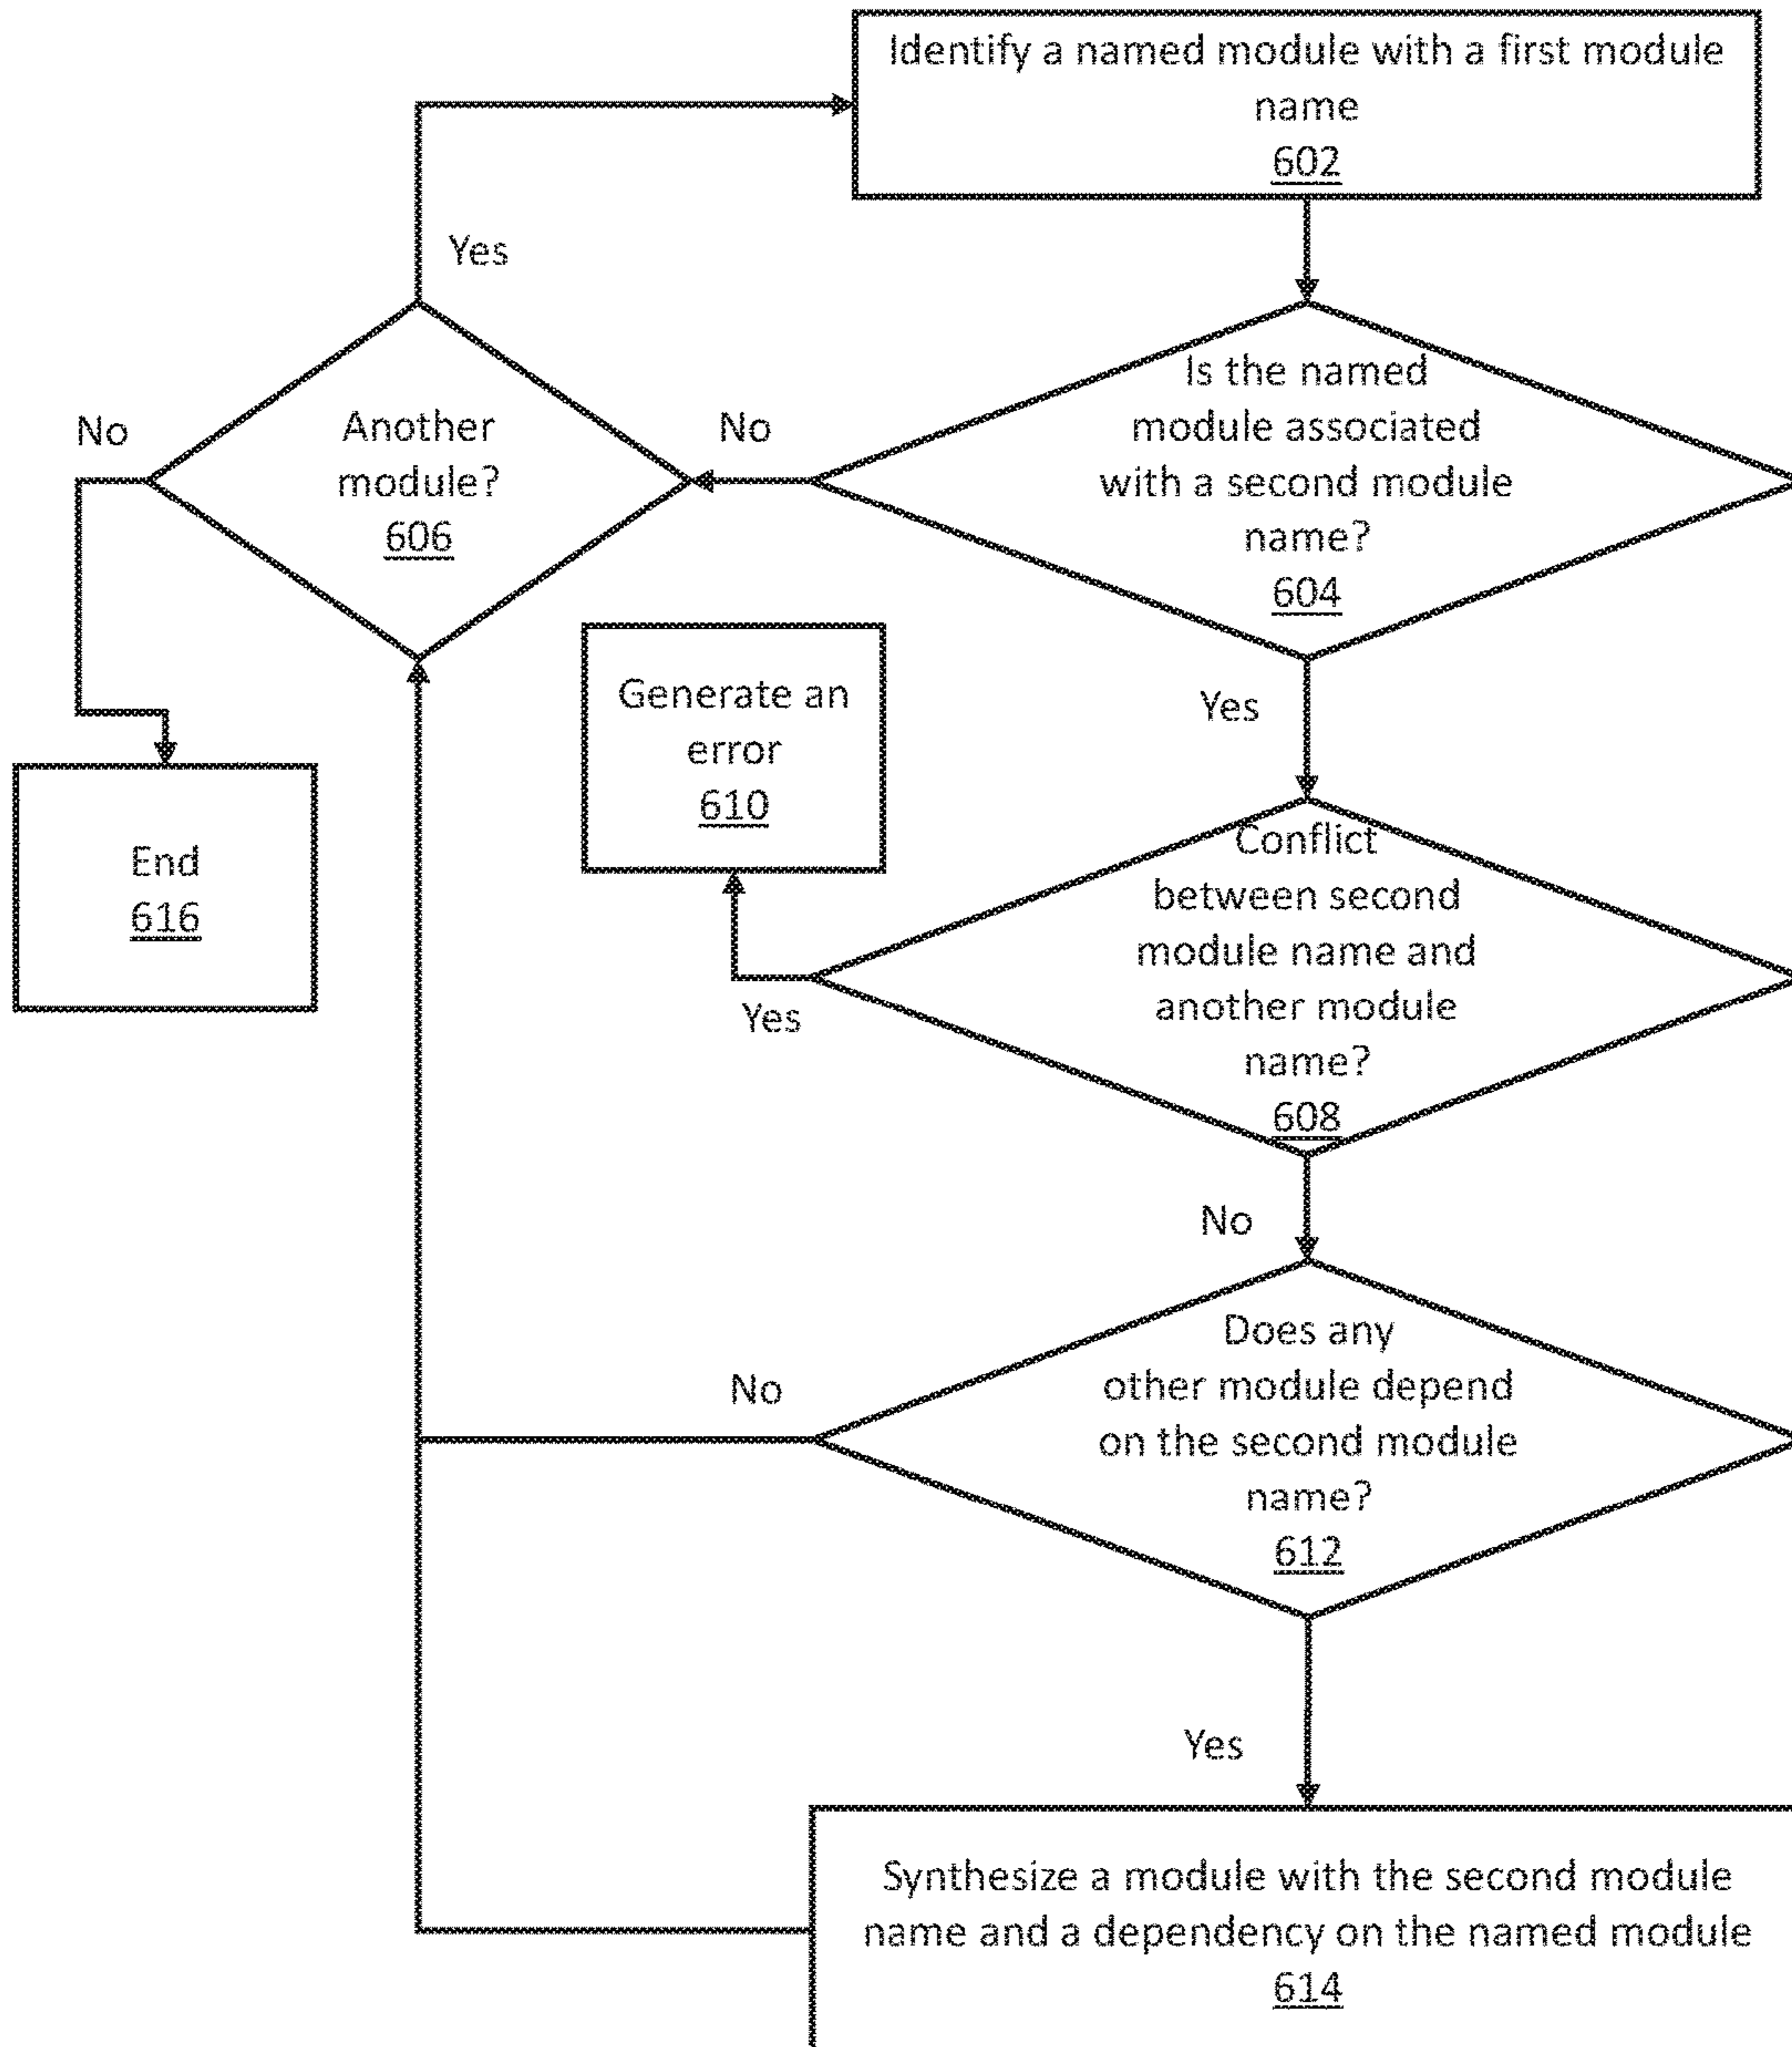 Identify a named module with a first module
name
602
Yes
Is the named
module associated
with a second module
name?
604
No
Another
module?
606
No
Generate an
error
610
Yes
End
616
Conflict
between second
module name and
another module
name?
608
Yes
No
Does any
other module depend
on the second module
name?
612
No
Yes
Synthesize a module with the second module
name and a dependency on the named module
614